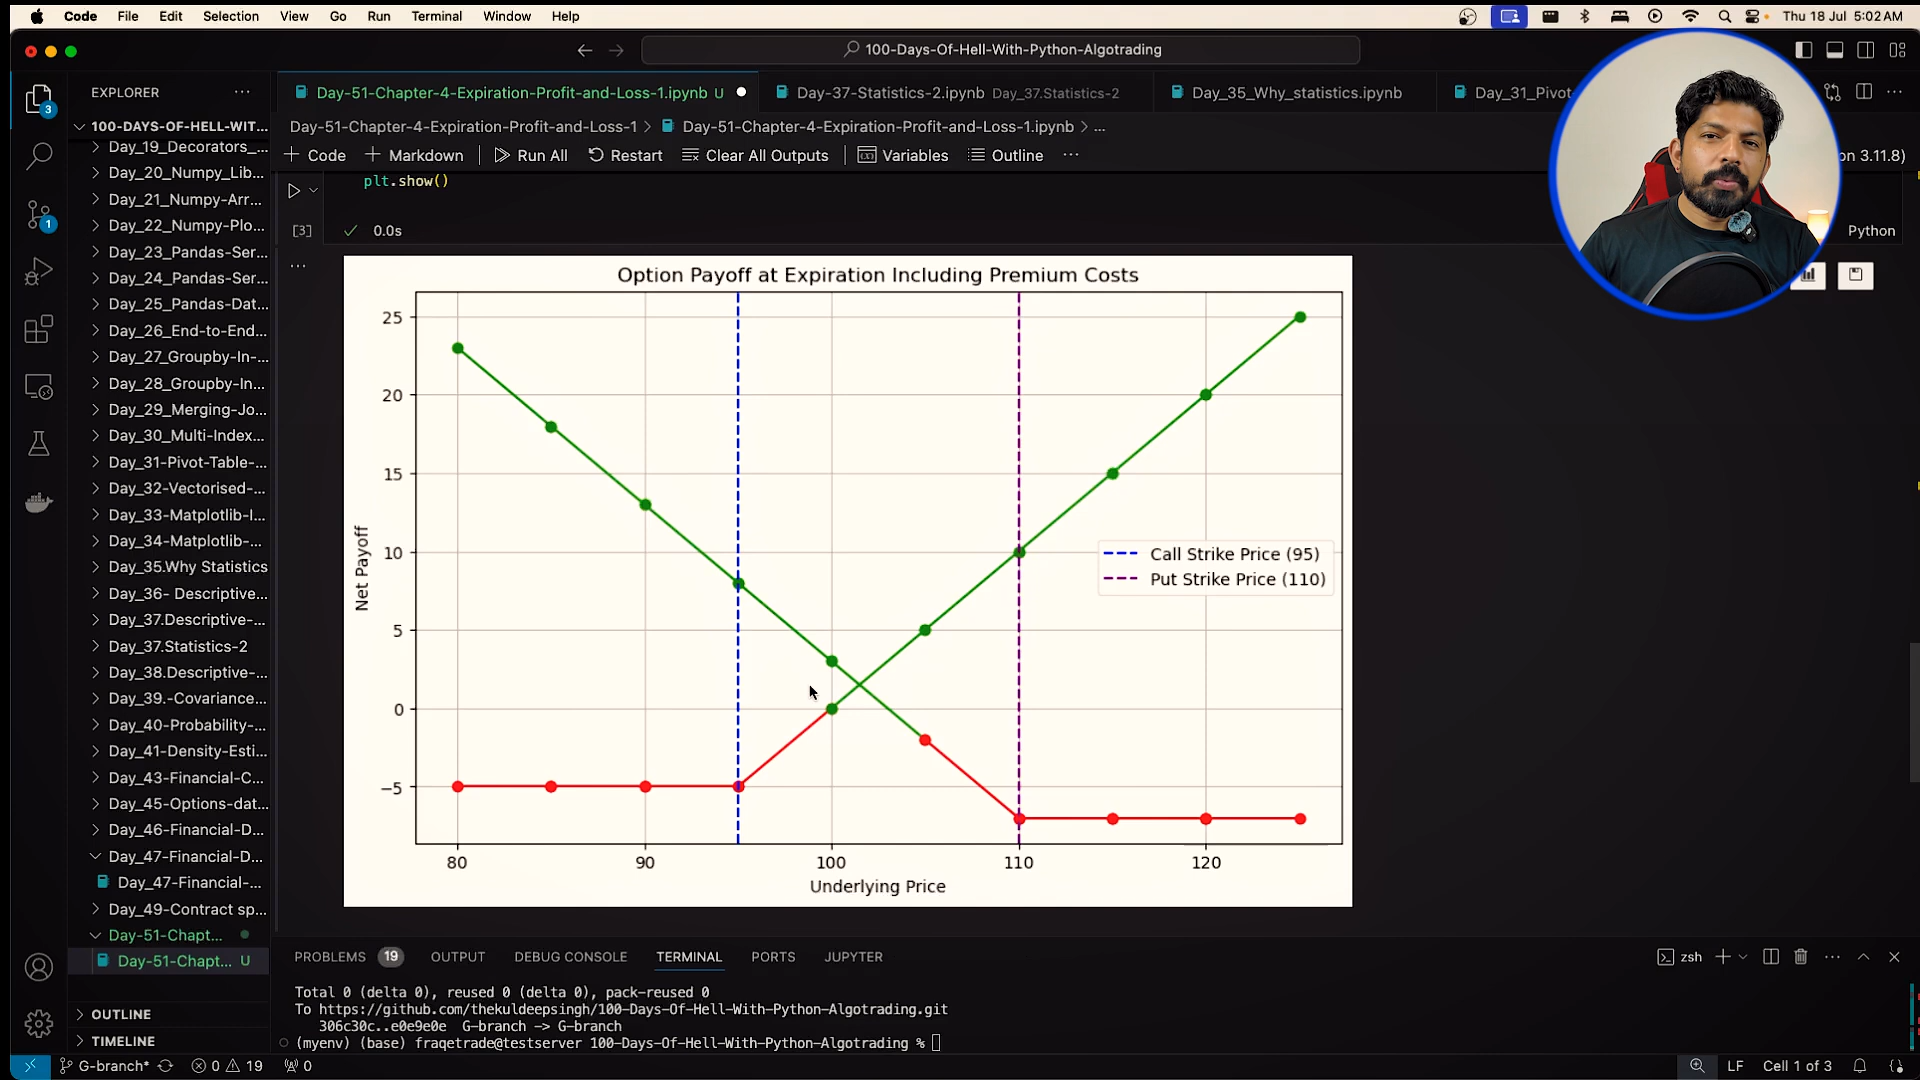 Code File Edit Selection View Go Run Terminal Window Help Thu 18 Jul 5:02 AM
100-Days-Of-Hell-With-Python-Algotrading
EXPLORER ...
Day-51-Chapter-4-Expiration-Profit-and-Loss-1.ipynb U Day-37-Statistics-2.ipynb Day_37.Statistics-2 Day_35_Why_statistics.ipynb Day_31_Pivot-
Day-51-Chapter-4-Expiration-Profit-and-Loss-1 > Day-51-Chapter-4-Expiration-Profit-and-Loss-1.ipynb > ...
+ Code + Markdown Run All Restart Clear All Outputs Variables Outline ... on 3.11.8)
3
1
100-DAYS-OF-HELL-WIT...
Day_19_Decorators_...
Day_20_Numpy_Lib...
Day_21_Numpy-Arr...
Day_22_Numpy-Plo...
Day_23_Pandas-Ser...
Day_24_Pandas-Ser...
Day_25_Pandas-Dat...
Day_26_End-to-End...
Day_27_Groupby-In-...
Day_28_Groupby-In...
Day_29_Merging-Jo...
Day_30_Multi-Index...
Day_31-Pivot-Table-...
Day_32-Vectorised-...
Day_33-Matplotlib-I...
Day_34-Matplotlib-...
Day_35.Why Statistics
Day_36- Descriptive...
Day_37.Descriptive-...
Day_37.Statistics-2
Day_38.Descriptive-...
Day_39.-Covariance...
Day_40-Probability-...
Day_41-Density-Esti...
Day_43-Financial-C...
Day_45-Options-dat...
Day_46-Financial-D...
Day_47-Financial-D...
Day_47-Financial-...
Day_49-Contract sp...
Day-51-Chapt...
Day-51-Chapt... U
OUTLINE
TIMELINE
plt.show()
[3] 0.0s Python
...
Option Payoff at Expiration Including Premium Costs
25
20
15
10
5
0
−5
Net Payoff
Call Strike Price (95)
Put Strike Price (110)
80 90 100 110 120
Underlying Price
PROBLEMS 19 OUTPUT DEBUG CONSOLE TERMINAL PORTS JUPYTER zsh
Total 0 (delta 0), reused 0 (delta 0), pack-reused 0
To https://github.com/thekuldeepsingh/100-Days-Of-Hell-With-Python-Algotrading.git
306c30c..e0e9e0e G-branch -> G-branch
(myenv) (base) fraqetrade@testserver 100-Days-Of-Hell-With-Python-Algotrading %
G-branch* 0 19 0 LF Cell 1 of 3